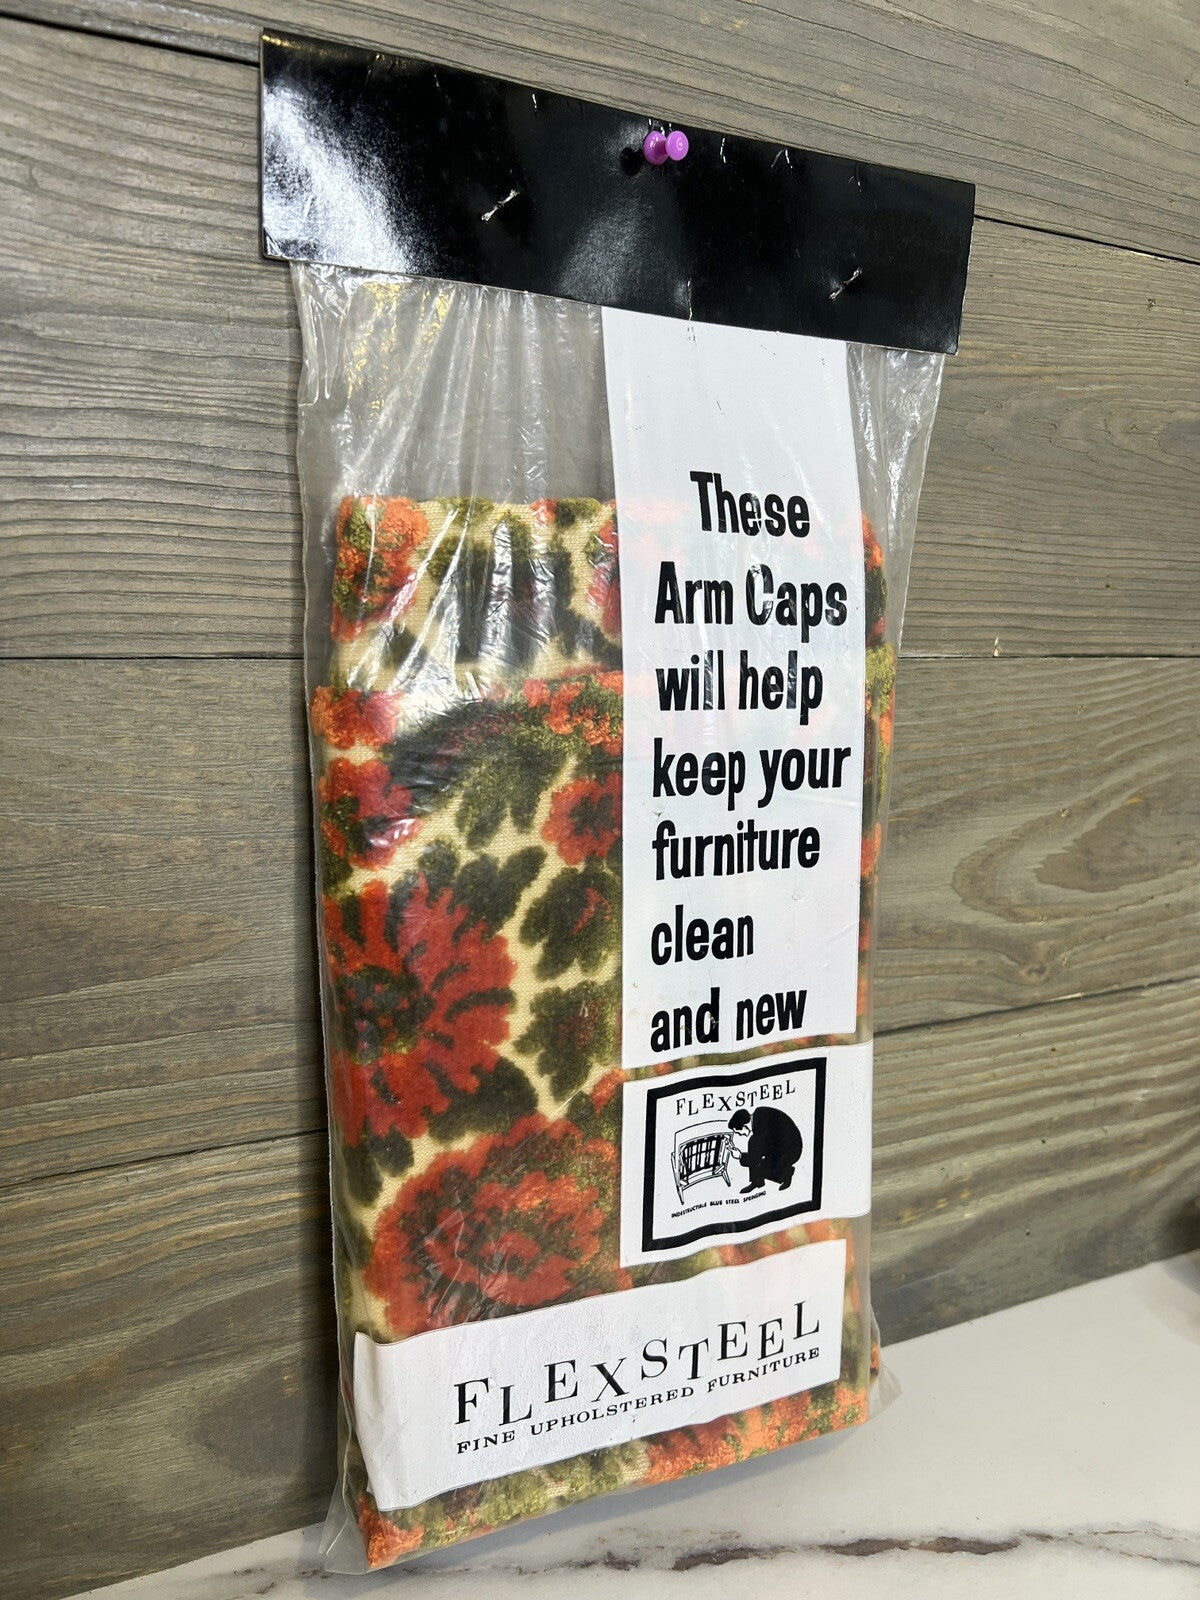 These
Arm Caps
will help
keep your
furniture
clean
and new
FLEXSTEEL
INDESTRUCTIBLE BLUE STEEL SPRINGING
FLEXSTEEL
FINE UPHOLSTERED FURNITURE